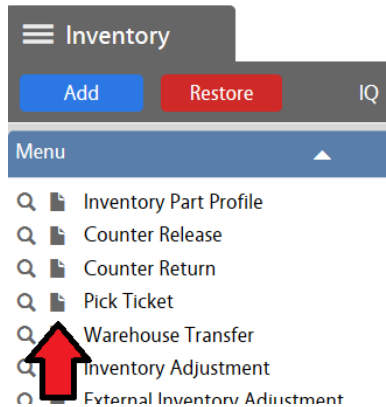 Inventory
Add Restore IQ
Menu
Inventory Part Profile
Counter Release
Counter Return
Pick Ticket
Warehouse Transfer
Inventory Adjustment
External Inventory Adjustment